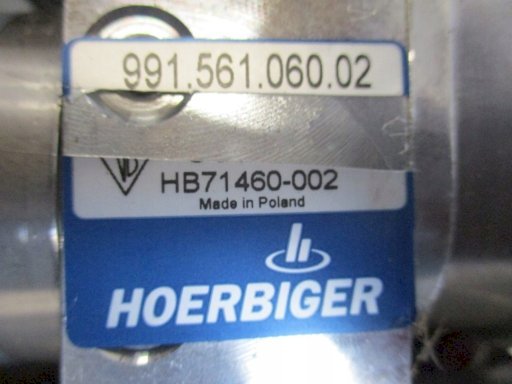 991.561.060.02
HB71460-002
Made in Poland
HOERBIGER